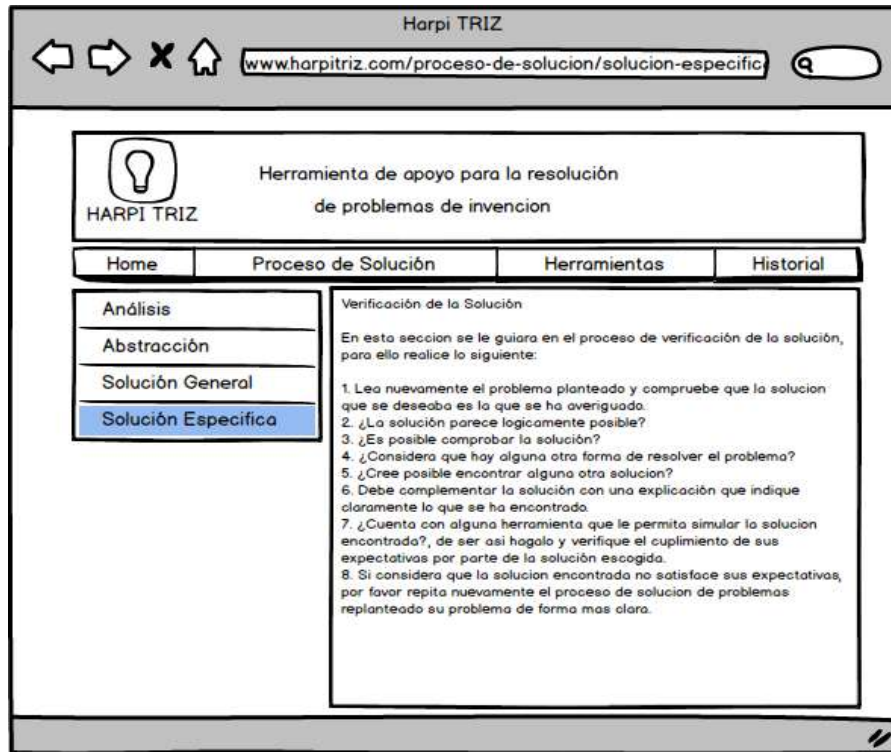 Harpi TRIZ
www.harpitriz.com/proceso-de-solucion/solucion-especifica
Herramienta de apoyo para la resolución
de problemas de invencion
HARPI TRIZ
Home
Proceso de Solución
Herramientas
Historial
Análisis
Abstracción
Solución General
Solución Especifica
Verificación de la Solución
En esta seccion se le guiara en el proceso de verificación de la solución,
para ello realice lo siguiente:
1. Lea nuevamente el problema planteado y compruebe que la solucion
que se deseaba es la que se ha averiguado.
2. ¿La solución parece logicamente posible?
3. ¿Es posible comprobar la solución?
4. ¿Considera que hay alguna otra forma de resolver el problema?
5. ¿Cree posible encontrar alguna otra solucion?
6. Debe complementar la solución con una explicación que indique
claramente lo que se ha encontrado.
7. ¿Cuenta con alguna herramienta que le permita simular la solucion
encontrada?, de ser asi hagalo y verifique el cuplimiento de sus
expectativas por parte de la solución escogida.
8. Si considera que la solucion encontrada no satisface sus expectativas,
por favor repita nuevamente el proceso de solucion de problemas
replanteado su problema de forma mas clara.